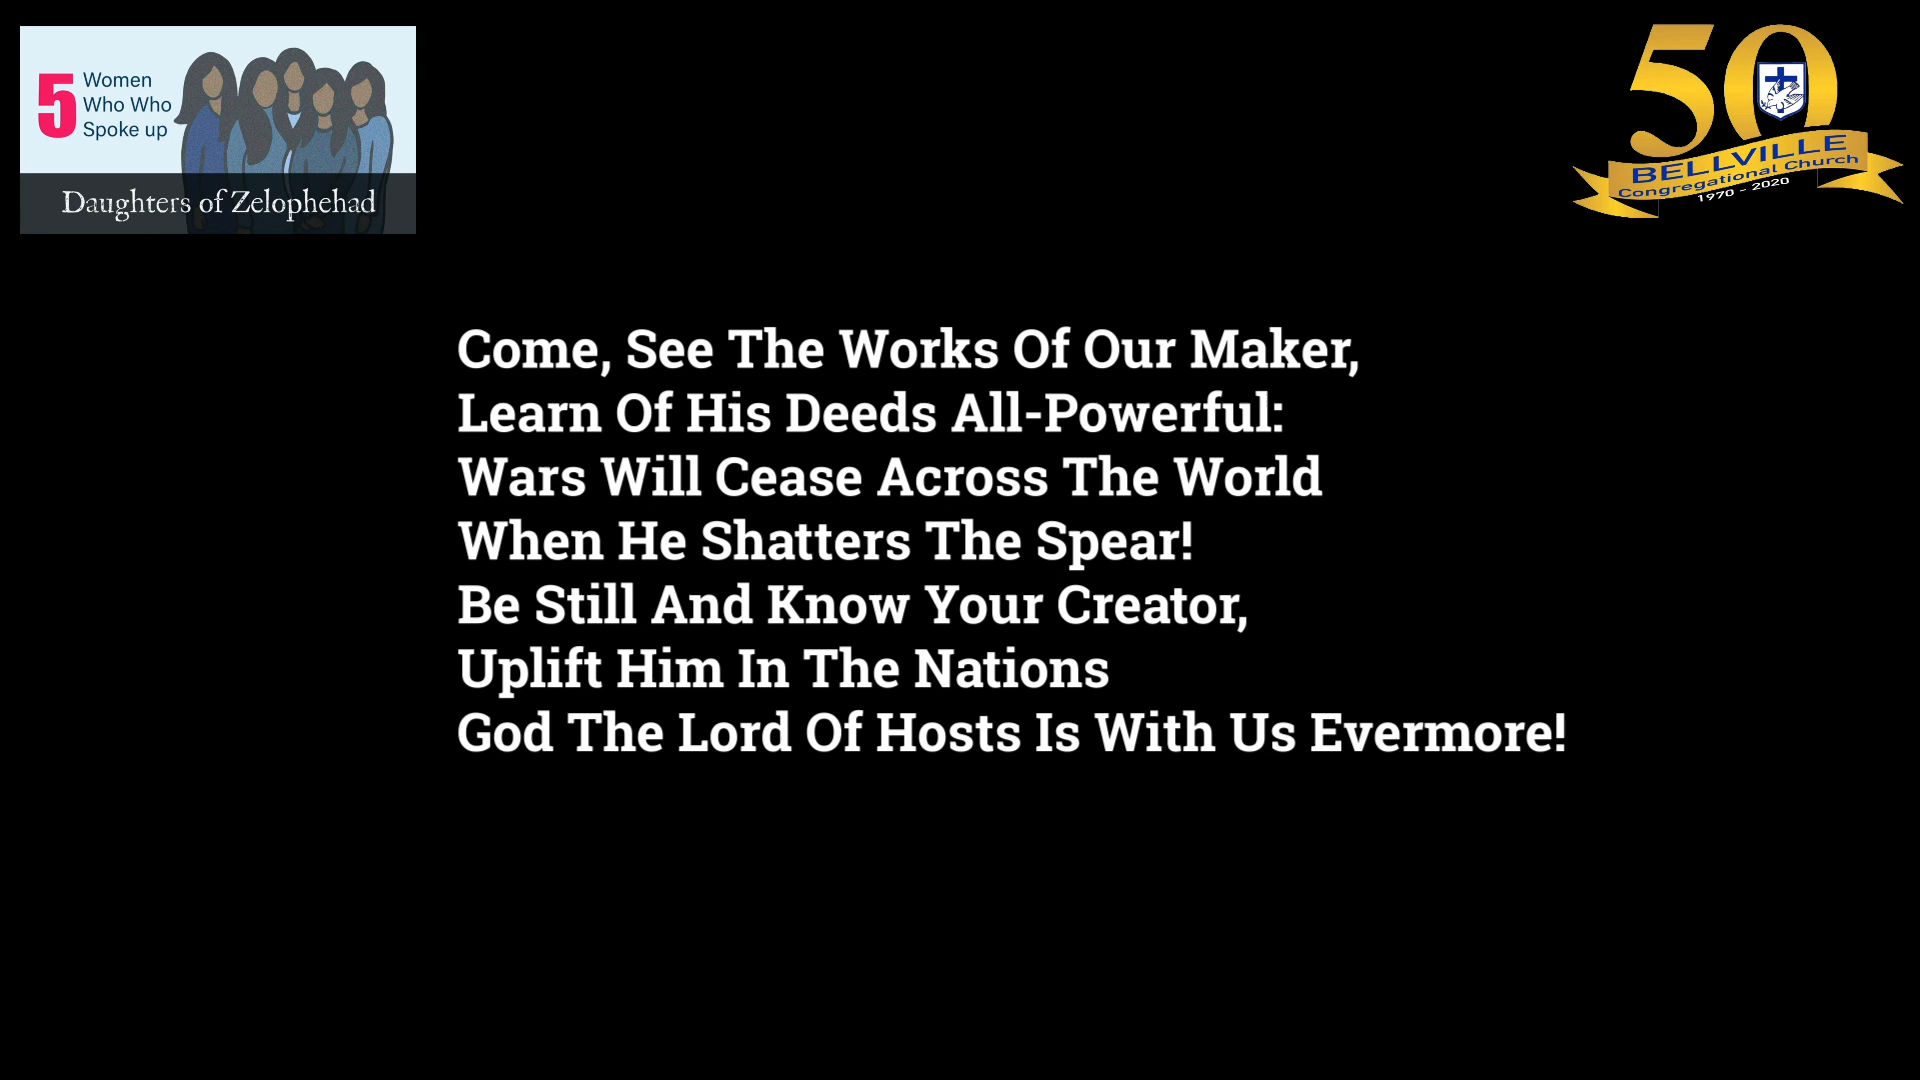 5 Women
Who Who
Spoke up
Daughters of Zelophehad
50
BELLVILLE
Congregational Church
1970 - 2020
Come, See The Works Of Our Maker,
Learn Of His Deeds All-Powerful:
Wars Will Cease Across The World
When He Shatters The Spear!
Be Still And Know Your Creator,
Uplift Him In The Nations
God The Lord Of Hosts Is With Us Evermore!